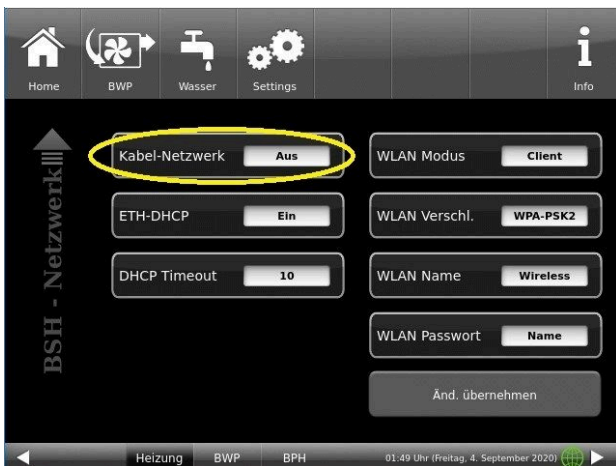 Home BWP Wasser Settings Info
BSH - Netzwerk
Kabel-Netzwerk Aus
WLAN Modus Client
ETH-DHCP Ein
WLAN Verschl. WPA-PSK2
DHCP Timeout 10
WLAN Name Wireless
WLAN Passwort Name
Änd. übernehmen
Heizung BWP BPH 01:49 Uhr (Freitag, 4. September 2020)